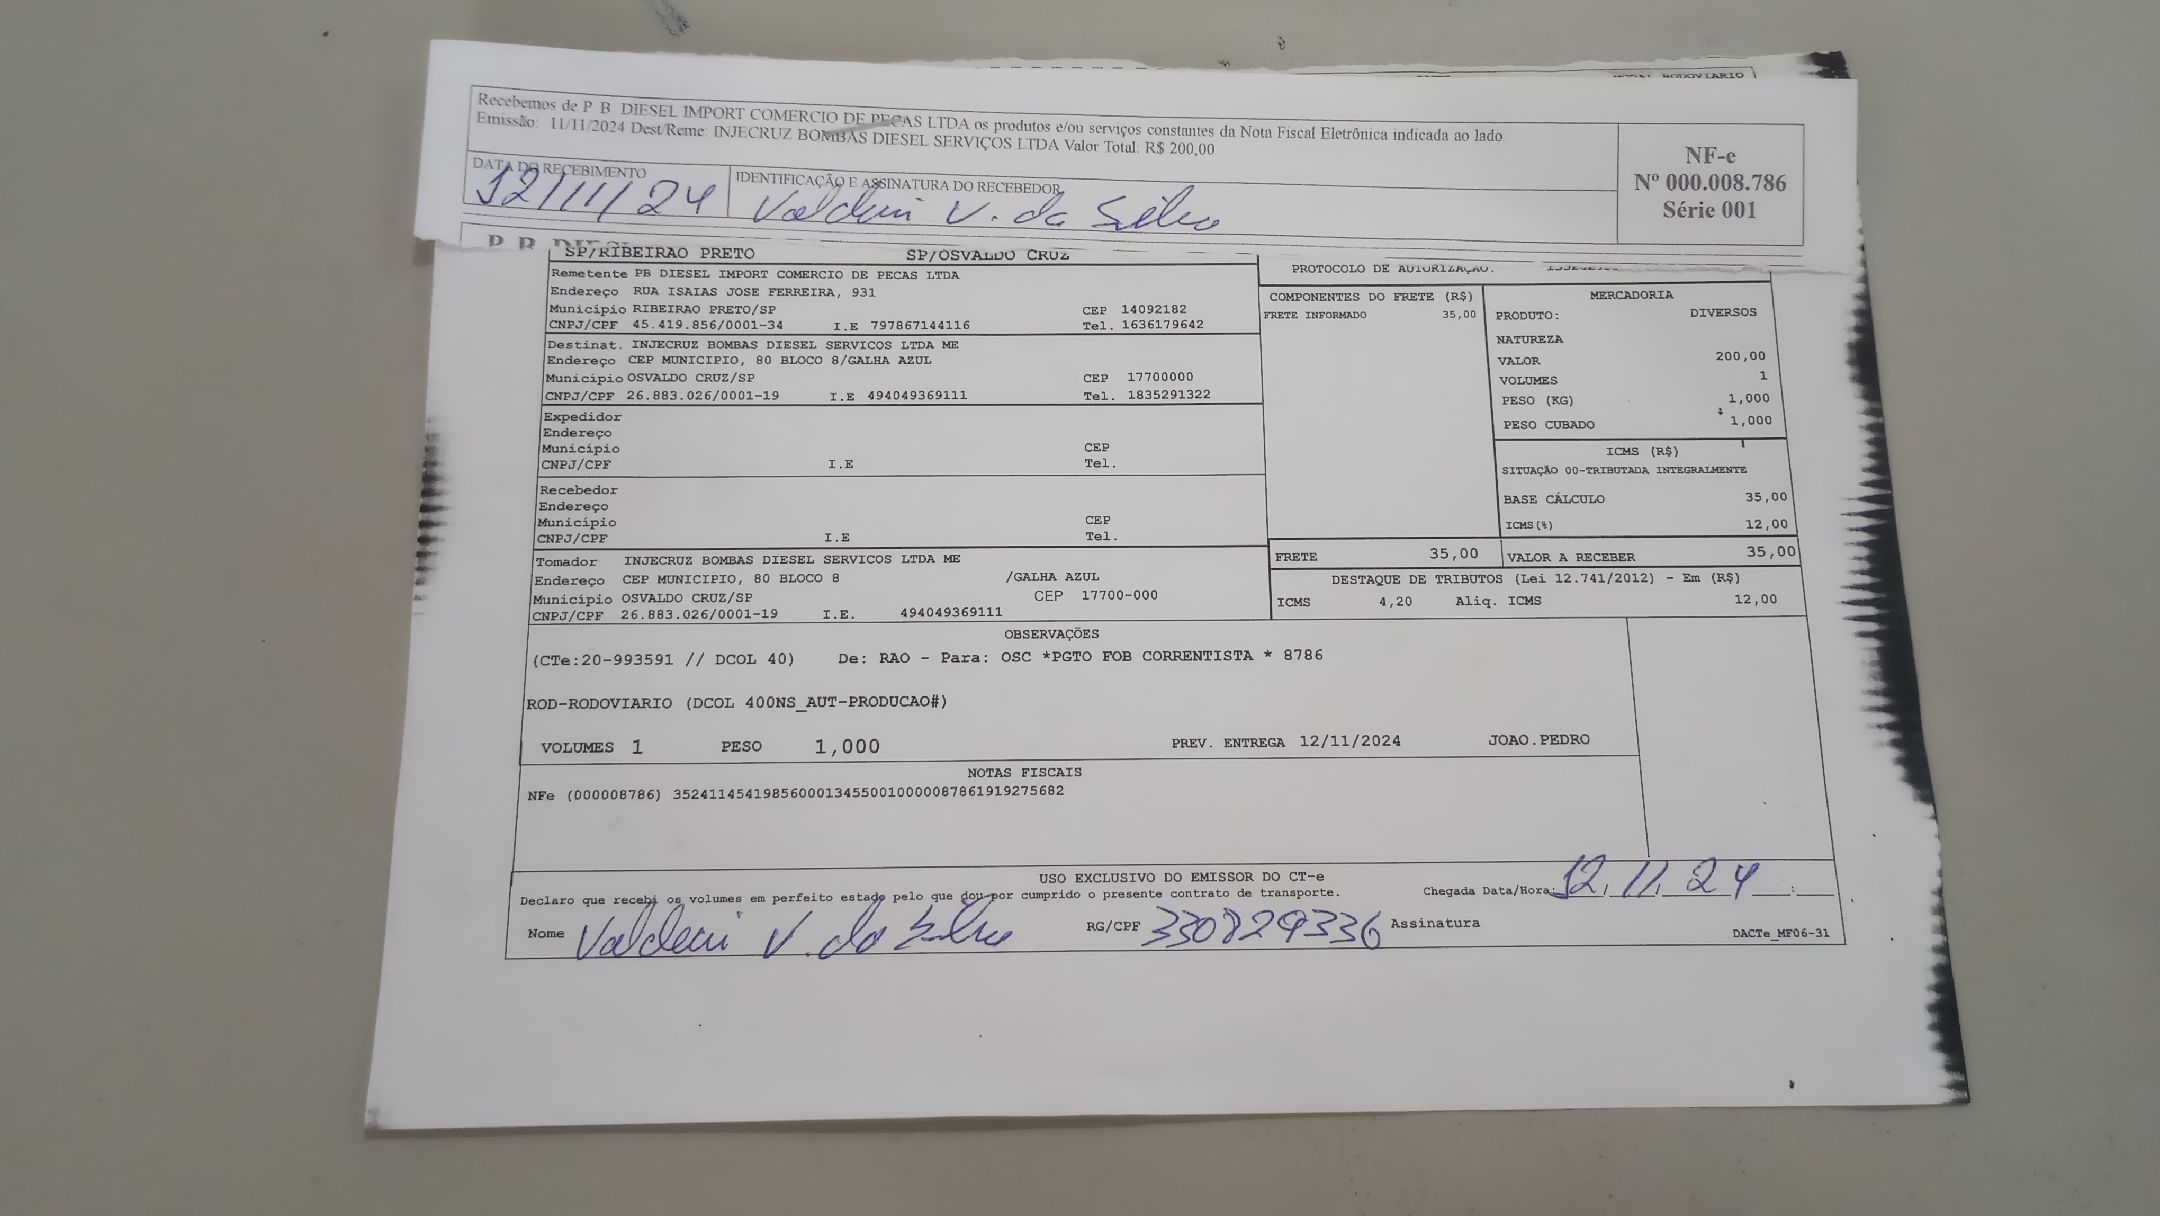 RODOVIARIO
Recebemos de P B DIESEL IMPORT COMERCIO DE PECAS LTDA os produtos e/ou serviços constantes da Nota Fiscal Eletrônica indicada ao lado
Emissão: 11/11/2024 Dest/Reme: INJECRUZ BOMBAS DIESEL SERVIÇOS LTDA Valor Total: R$ 200,00
NF-e
Nº 000.008.786
Série 001
DATA DO RECEBIMENTO
12/11/24
IDENTIFICAÇÃO E ASSINATURA DO RECEBEDOR
V. da Silva
P B DIES
SP/RIBEIRAO PRETO SP/OSVALDO CRUZ
Remetente PB DIESEL IMPORT COMERCIO DE PECAS LTDA
Endereço RUA ISAIAS JOSE FERREIRA, 931
Município RIBEIRAO PRETO/SP CEP 14092182
CNPJ/CPF 45.419.856/0001-34 I.E 797867144116 Tel. 1636179642
Destinat. INJECRUZ BOMBAS DIESEL SERVICOS LTDA ME
Endereço CEP MUNICIPIO, 80 BLOCO 8/GALHA AZUL
Município OSVALDO CRUZ/SP CEP 17700000
CNPJ/CPF 26.883.026/0001-19 I.E 494049369111 Tel. 1835291322
Expedidor
Endereço
Município CEP
CNPJ/CPF I.E Tel.
Recebedor
Endereço
Município CEP
CNPJ/CPF I.E Tel.
Tomador INJECRUZ BOMBAS DIESEL SERVICOS LTDA ME
Endereço CEP MUNICIPIO, 80 BLOCO 8 /GALHA AZUL
Município OSVALDO CRUZ/SP CEP 17700-000
CNPJ/CPF 26.883.026/0001-19 I.E. 494049369111
PROTOCOLO DE AUTORIZAÇÃO:
COMPONENTES DO FRETE (R$)
FRETE INFORMADO 35,00
MERCADORIA
PRODUTO: DIVERSOS
NATUREZA
VALOR 200,00
VOLUMES 1
PESO (KG) 1,000
PESO CUBADO 1,000
ICMS (R$)
SITUAÇÃO 00-TRIBUTADA INTEGRALMENTE
BASE CÁLCULO 35,00
ICMS(%) 12,00
FRETE 35,00 VALOR A RECEBER 35,00
DESTAQUE DE TRIBUTOS (Lei 12.741/2012) - Em (R$)
ICMS 4,20 Aliq. ICMS 12,00
OBSERVAÇÕES
(CTe:20-993591 // DCOL 40) De: RAO - Para: OSC *PGTO FOB CORRENTISTA * 8786
ROD-RODOVIARIO (DCOL 400NS_AUT-PRODUCAO#)
VOLUMES 1 PESO 1,000 PREV. ENTREGA 12/11/2024 JOAO.PEDRO
NOTAS FISCAIS
NFe (000008786) 35241145419856000134550010000087861919275682
USO EXCLUSIVO DO EMISSOR DO CT-e
Declaro que recebi os volumes em perfeito estado pelo que dou por cumprido o presente contrato de transporte. Chegada Data/Hora: 12, 11, 24 :
Nome V. da Silva RG/CPF 330829336 Assinatura
DACTe_MF06-31